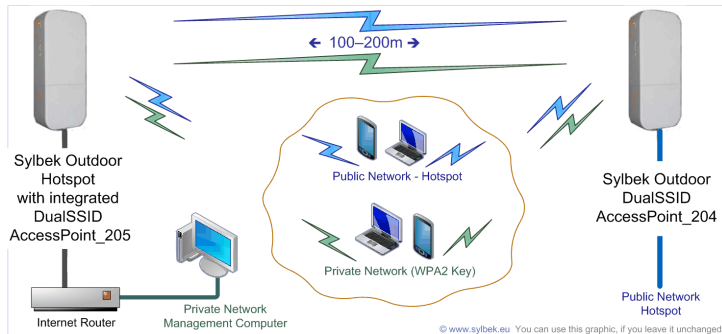 ← 100–200m →
Sylbek Outdoor
Hotspot
with integrated
DualSSID
AccessPoint_205
Public Network - Hotspot
Private Network (WPA2 Key)
Sylbek Outdoor
DualSSID
AccessPoint_204
Internet Router
Private Network
Management Computer
Public Network
Hotspot
© www.sylbek.eu You can use this graphic, if you leave it unchanged